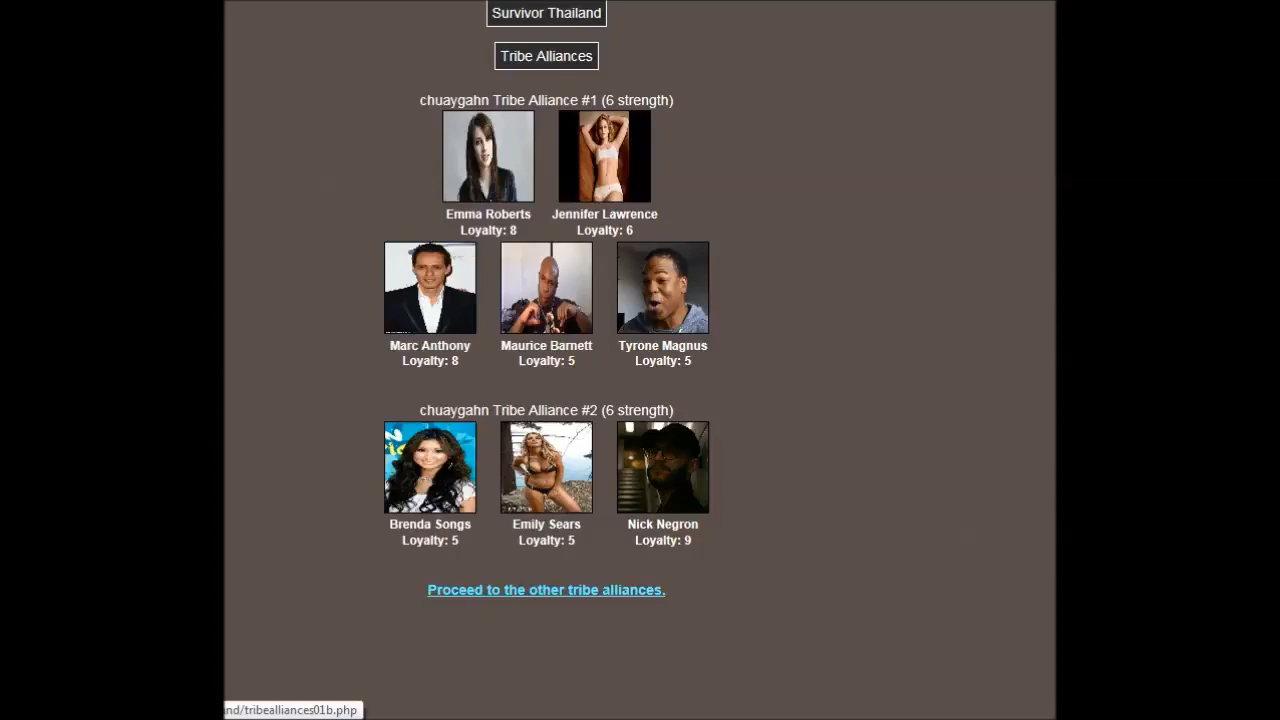 Survivor Thailand
Tribe Alliances
chuaygahn Tribe Alliance #1 (6 strength)
Emma Roberts Jennifer Lawrence
Loyalty: 8 Loyalty: 6
Marc Anthony Maurice Barnett Tyrone Magnus
Loyalty: 8 Loyalty: 5 Loyalty: 5
chuaygahn Tribe Alliance #2 (6 strength)
Brenda Songs Emily Sears Nick Negron
Loyalty: 5 Loyalty: 5 Loyalty: 9
Proceed to the other tribe alliances.
nd/tribealliances01b.php